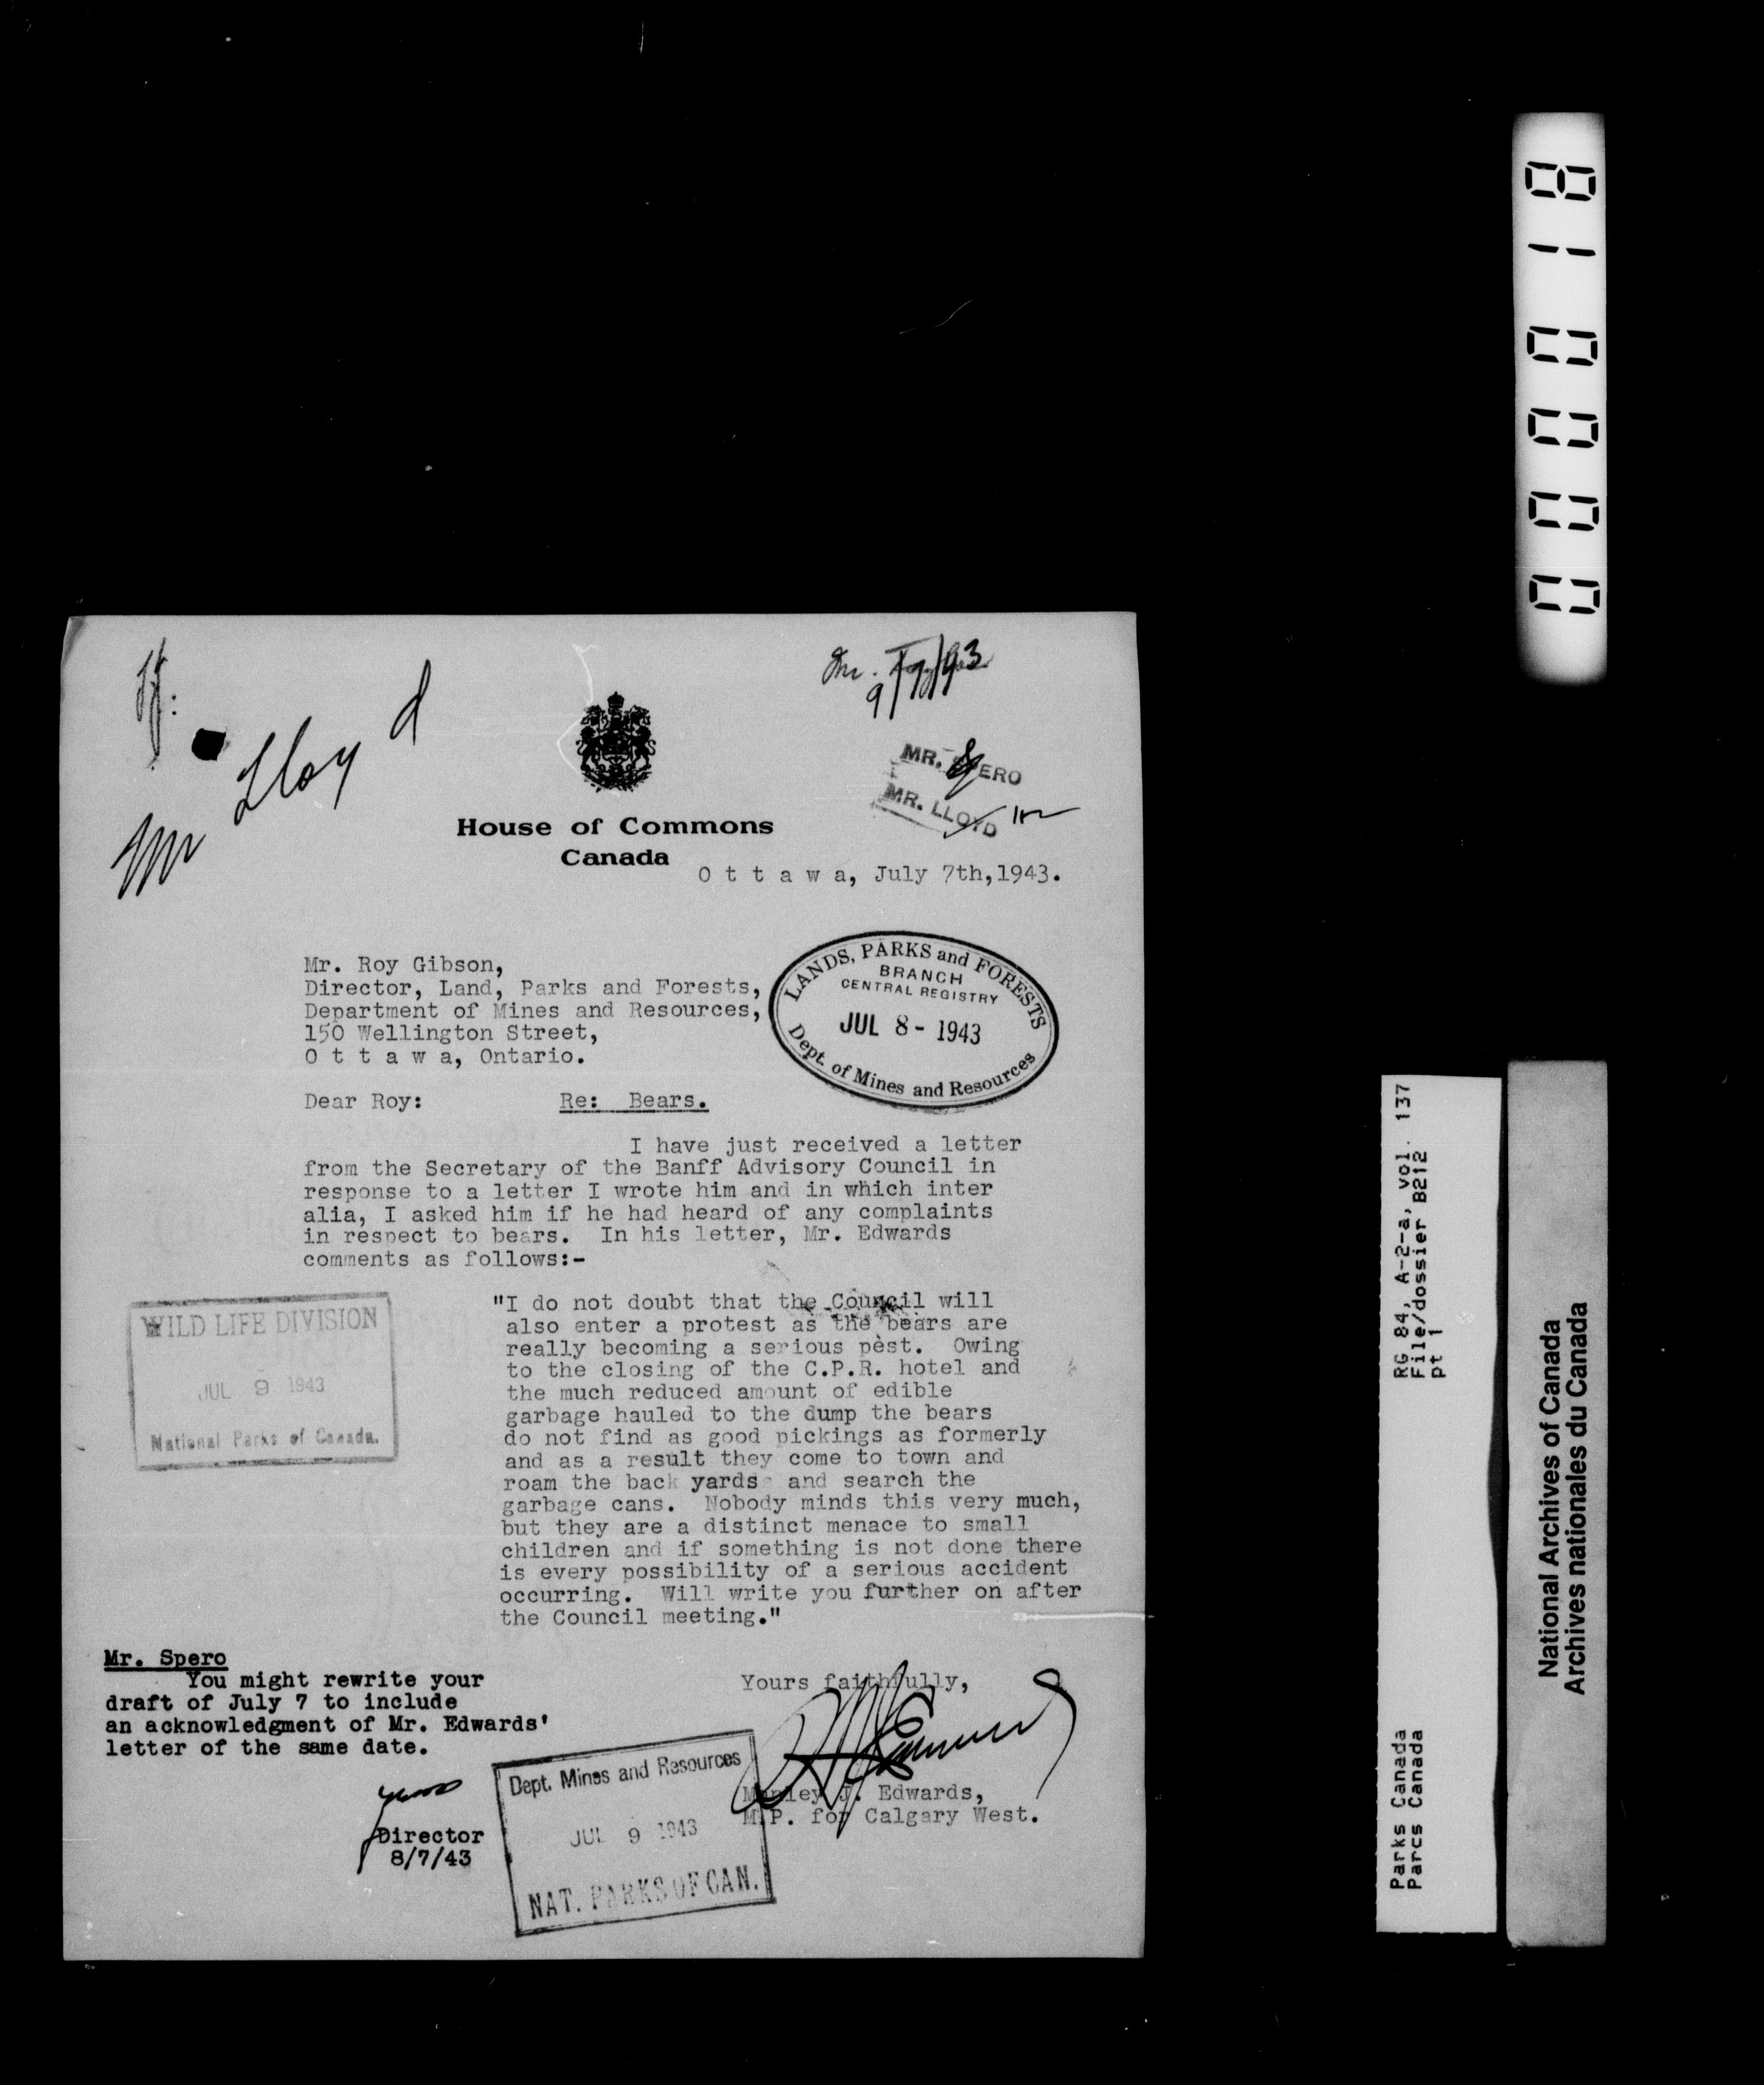 Mr Lloyd
9/7/43
MR. SPERO
MR. LLOYD
House of Commons
Canada
O t t a w a, July 7th,1943.
Mr. Roy Gibson,
Director, Land, Parks and Forests,
Department of Mines and Resources,
150 Wellington Street,
O t t a w a, Ontario.
LANDS, PARKS and FORESTS
BRANCH
CENTRAL REGISTRY
JUL 8 - 1943
Dept. of Mines and Resources
Dear Roy: Re: Bears.
I have just received a letter
from the Secretary of the Banff Advisory Council in
response to a letter I wrote him and in which inter
alia, I asked him if he had heard of any complaints
in respect to bears. In his letter, Mr. Edwards
comments as follows:-
"I do not doubt that the Council will
also enter a protest as the bears are
really becoming a serious pest. Owing
to the closing of the C.P.R. hotel and
the much reduced amount of edible
garbage hauled to the dump the bears
do not find as good pickings as formerly
and as a result they come to town and
roam the back yards and search the
garbage cans. Nobody minds this very much,
but they are a distinct menace to small
children and if something is not done there
is every possibility of a serious accident
occurring. Will write you further on after
the Council meeting."
WILD LIFE DIVISION
JUL 9 1943
National Parks of Canada.
Yours faithfully,
Manley J. Edwards,
M.P. for Calgary West.
Mr. Spero
You might rewrite your
draft of July 7 to include
an acknowledgment of Mr. Edwards'
letter of the same date.
Director
8/7/43
Dept. Mines and Resources
JUL 9 1943
NAT. PARKS OF CAN.
000018
RG 84, A-2-a, vol. 137
File/dossier B212
pt 1
Parks Canada
Parcs Canada
National Archives of Canada
Archives nationales du Canada